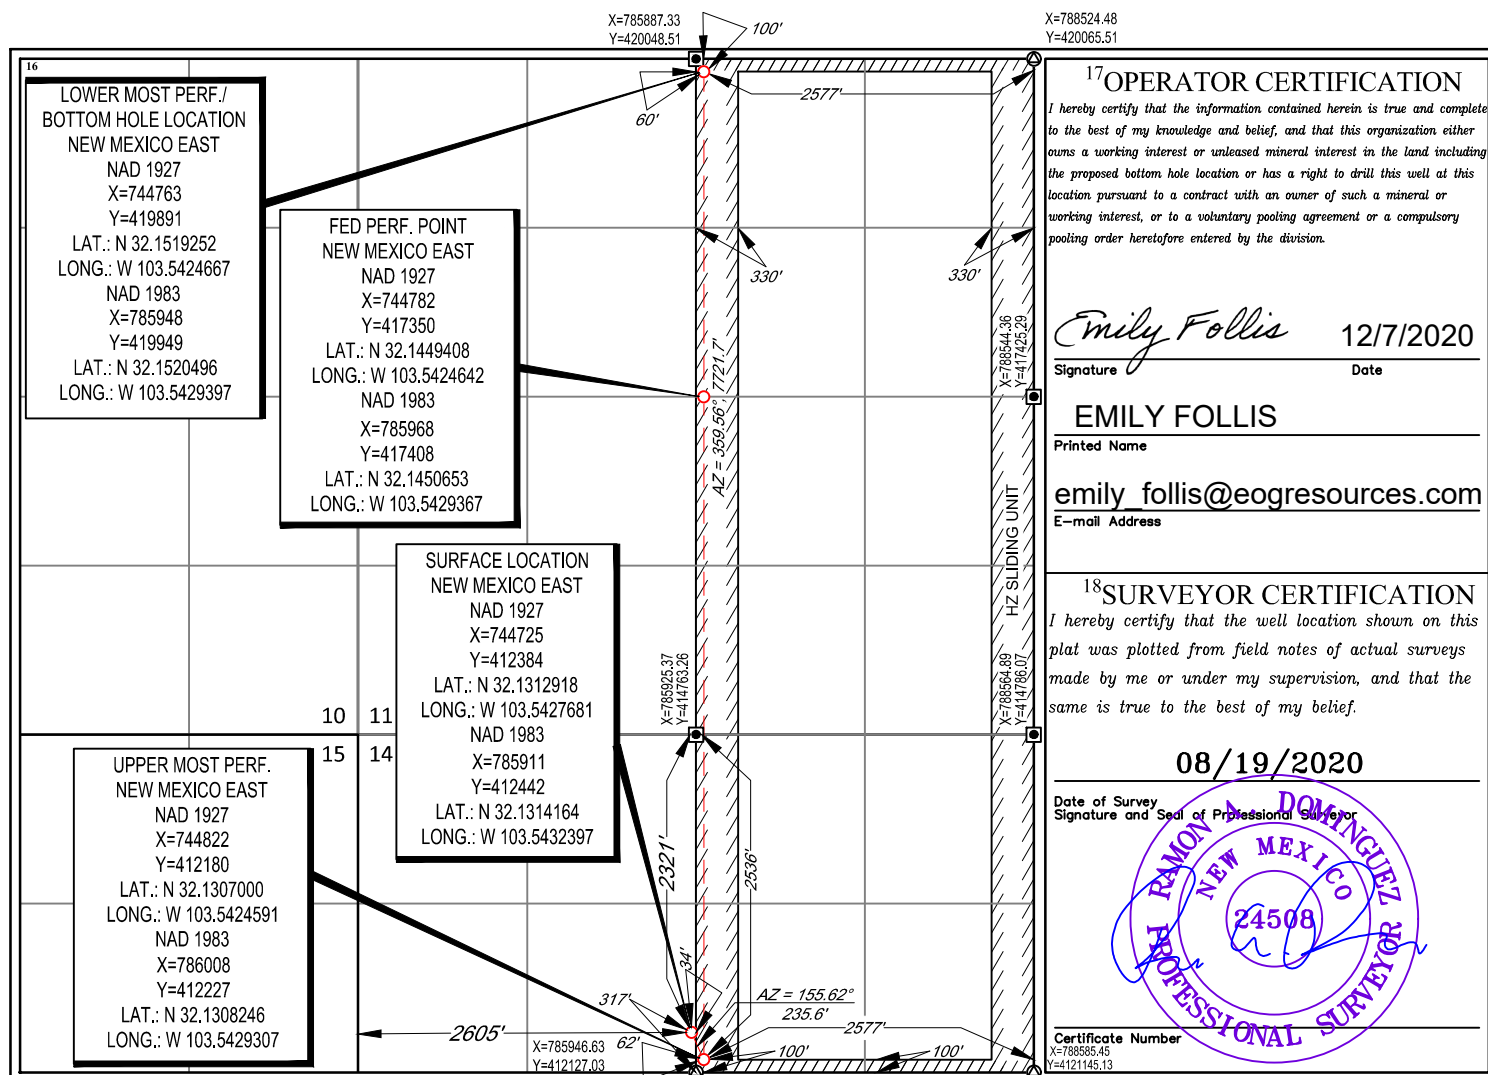 X=785887.33
Y=420048.51
100'
X=788524.48
Y=420065.51
16
LOWER MOST PERF./
BOTTOM HOLE LOCATION
NEW MEXICO EAST
NAD 1927
X=744763
Y=419891
LAT.: N 32.1519252
LONG.: W 103.5424667
NAD 1983
X=785948
Y=419949
LAT.: N 32.1520496
LONG.: W 103.5429397
60'
2577'
FED PERF. POINT
NEW MEXICO EAST
NAD 1927
X=744782
Y=417350
LAT.: N 32.1449408
LONG.: W 103.5424642
NAD 1983
X=785968
Y=417408
LAT.: N 32.1450653
LONG.: W 103.5429367
330'
330'
AZ = 359.56°, 7721.7'
X=788544.36
Y=417425.29
HZ SLIDING UNIT
SURFACE LOCATION
NEW MEXICO EAST
NAD 1927
X=744725
Y=412384
LAT.: N 32.1312918
LONG.: W 103.5427681
NAD 1983
X=785911
Y=412442
LAT.: N 32.1314164
LONG.: W 103.5432397
X=785925.37
Y=414763.26
X=788564.89
Y=414786.07
10 11
15 14
UPPER MOST PERF.
NEW MEXICO EAST
NAD 1927
X=744822
Y=412180
LAT.: N 32.1307000
LONG.: W 103.5424591
NAD 1983
X=786008
Y=412227
LAT.: N 32.1308246
LONG.: W 103.5429307
2321'
2536'
34'
317'
AZ = 155.62°
235.6'
2605'
62'
2577'
X=785946.63
Y=412127.03
100'
100'
17 OPERATOR CERTIFICATION
I hereby certify that the information contained herein is true and complete
to the best of my knowledge and belief, and that this organization either
owns a working interest or unleased mineral interest in the land including
the proposed bottom hole location or has a right to drill this well at this
location pursuant to a contract with an owner of such a mineral or
working interest, or to a voluntary pooling agreement or a compulsory
pooling order heretofore entered by the division.
Emily Follis 12/7/2020
Signature Date
EMILY FOLLIS
Printed Name
emily_follis@eogresources.com
E-mail Address
18 SURVEYOR CERTIFICATION
I hereby certify that the well location shown on this
plat was plotted from field notes of actual surveys
made by me or under my supervision, and that the
same is true to the best of my belief.
08/19/2020
Date of Survey
Signature and Seal of Professional Surveyor
RAMON A. DOMINGUEZ
NEW MEXICO
24508
PROFESSIONAL SURVEYOR
Certificate Number
X=788585.45
Y=4121145.13